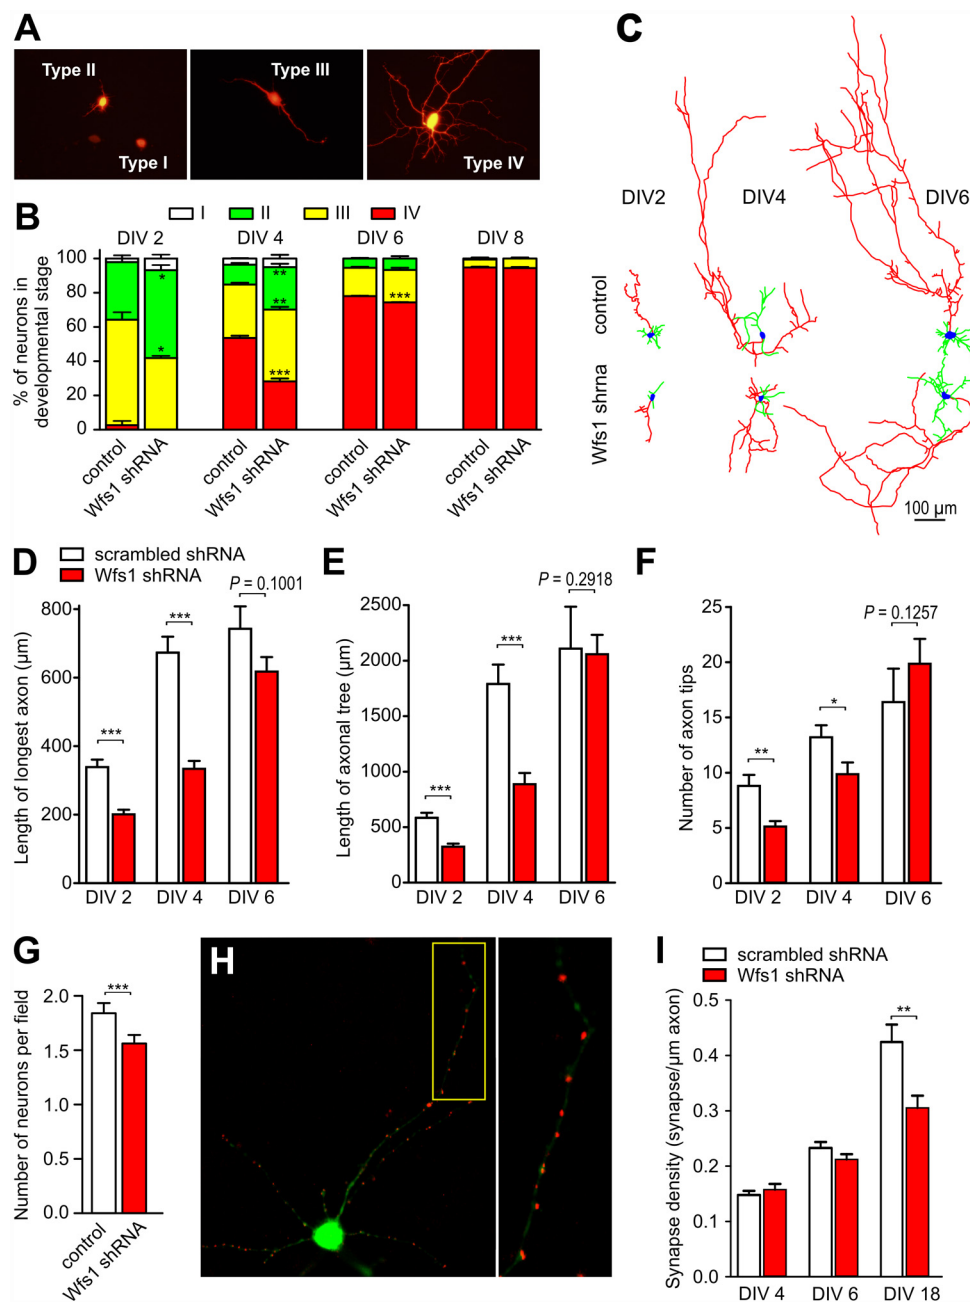 A
Type II
Type I
Type III
Type IV
B
I II III IV
DIV 2 DIV 4 DIV 6 DIV 8
% of neurons in
developmental stage
100
80
60
40
20
0
*
*
**
**
***
***
control
Wfs1 shRNA
control
Wfs1 shRNA
control
Wfs1 shRNA
control
Wfs1 shRNA
C
DIV2
DIV4
DIV6
control
Wfs1 shrna
100 µm
D
scrambled shRNA
Wfs1 shRNA
Length of longest axon (µm)
800
600
400
200
0
***
***
P = 0.1001
DIV 2 DIV 4 DIV 6
E
Length of axonal tree (µm)
2500
2000
1500
1000
500
0
***
***
P = 0.2918
DIV 2 DIV 4 DIV 6
F
Number of axon tips
25
20
15
10
5
0
**
*
P = 0.1257
DIV 2 DIV 4 DIV 6
G
Number of neurons per field
2.0
1.5
1.0
0.5
0.0
***
control
Wfs1 shRNA
H
I
scrambled shRNA
Wfs1 shRNA
Synapse density (synapse/µm axon)
0.5
0.4
0.3
0.2
0.1
0.0
**
DIV 4 DIV 6 DIV 18